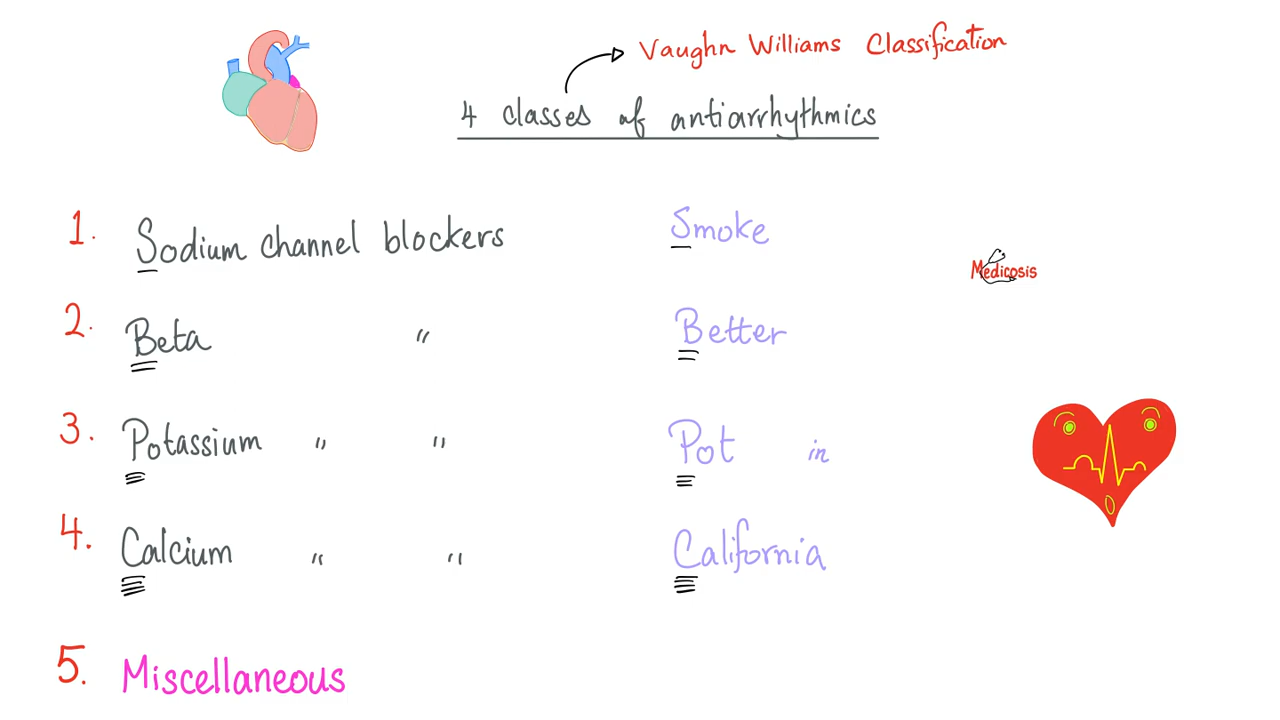 Vaughn Williams Classification
4 classes of antiarrhythmics
1. Sodium channel blockers Smoke
Medicosis
2. Beta " Better
3. Potassium " " Pot in
4. Calcium " " California
5. Miscellaneous